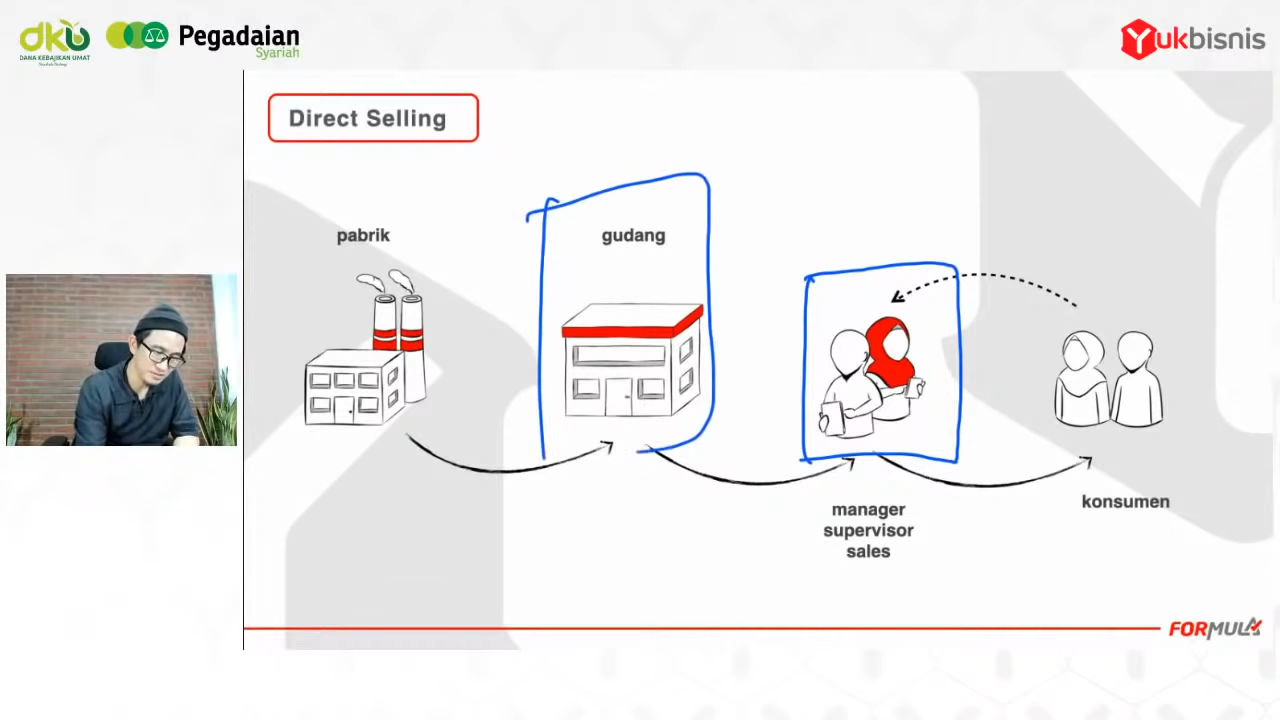 dku
DANA KEBAJIKAN UMAT
Pegadaian
Syariah
Yukbisnis
Direct Selling
pabrik
gudang
manager
supervisor
sales
konsumen
FORMULA